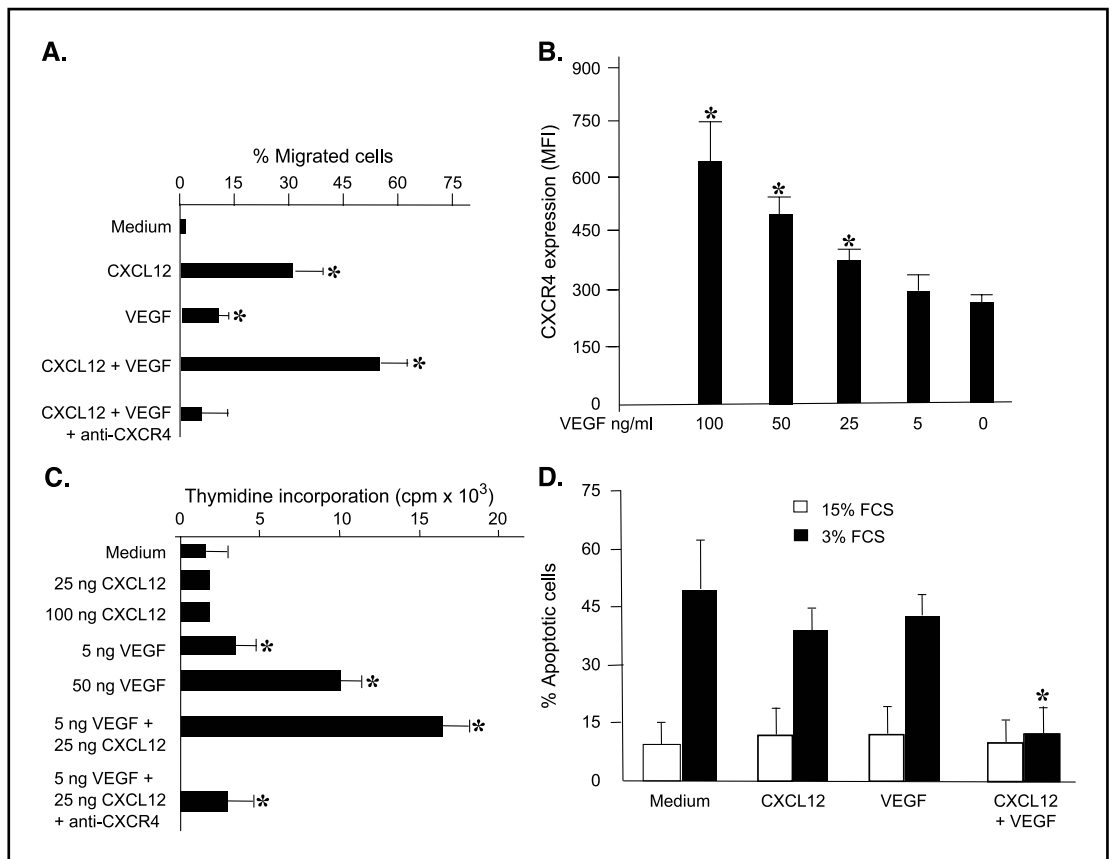 A.
% Migrated cells
0 15 30 45 60 75
Medium
CXCL12 *
VEGF *
CXCL12 + VEGF *
CXCL12 + VEGF
+ anti-CXCR4
B.
CXCR4 expression (MFI)
900
750
600
450
300
150
0
* * *
VEGF ng/ml 100 50 25 5 0
C.
Thymidine incorporation (cpm x 10³)
0 5 10 15 20
Medium
25 ng CXCL12
100 ng CXCL12
5 ng VEGF *
50 ng VEGF *
5 ng VEGF +
25 ng CXCL12 *
5 ng VEGF +
25 ng CXCL12 *
+ anti-CXCR4
D.
% Apoptotic cells
75
60
45
30
15
0
15% FCS
3% FCS
*
Medium CXCL12 VEGF CXCL12
+ VEGF